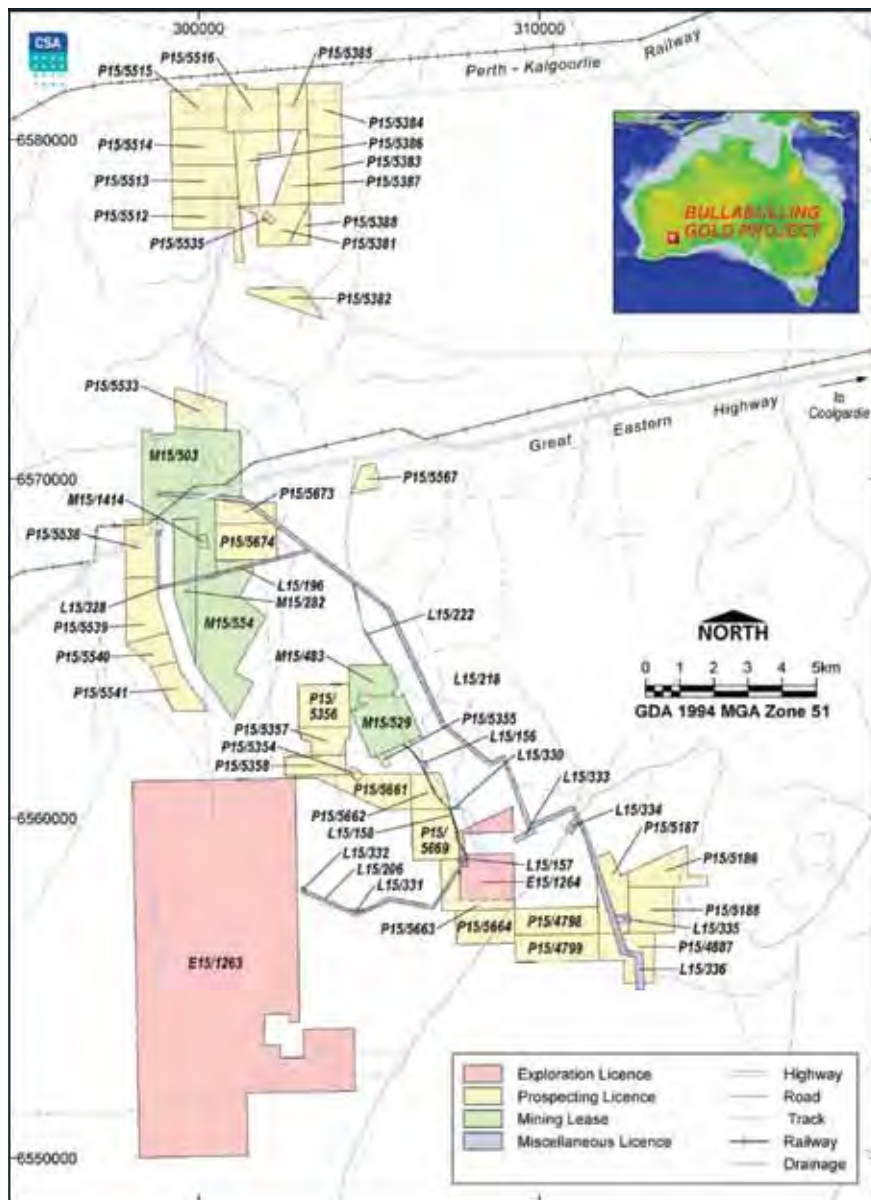 300000
310000
CSA
P15/5515
P15/5516
P15/5385
Perth - Kalgoorlie Railway
6580000
P15/5384
P15/5514
P15/5386
P15/5383
P15/5513
P15/5387
P15/5512
P15/5388
P15/5535
P15/5381
P15/5382
BULLABULLING
GOLD PROJECT
P15/5533
to
Coolgardie
Great Eastern Highway
M15/503
6570000
P15/5567
M15/1414
P15/5673
P15/5538
P15/5674
L15/196
L15/328
M15/282
P15/5539
M15/554
L15/222
P15/5540
M15/483
L15/218
P15/5541
NORTH
0 1 2 3 4 5km
GDA 1994 MGA Zone 51
P15/
5356
P15/5357
M15/529
P15/5355
P15/5354
L15/156
P15/5358
L15/330
P15/5661
L15/333
6560000
P15/5662
L15/334
L15/158
P15/5187
P15/
5669
L15/332
L15/157
P15/5186
L15/206
E15/1264
L15/331
P15/5188
P15/5663
P15/5664
P15/4798
L15/335
P15/4799
P15/4887
E15/1263
L15/336
6550000
Exploration Licence
Prospecting Licence
Mining Lease
Miscellaneous Licence
Highway
Road
Track
Railway
Drainage